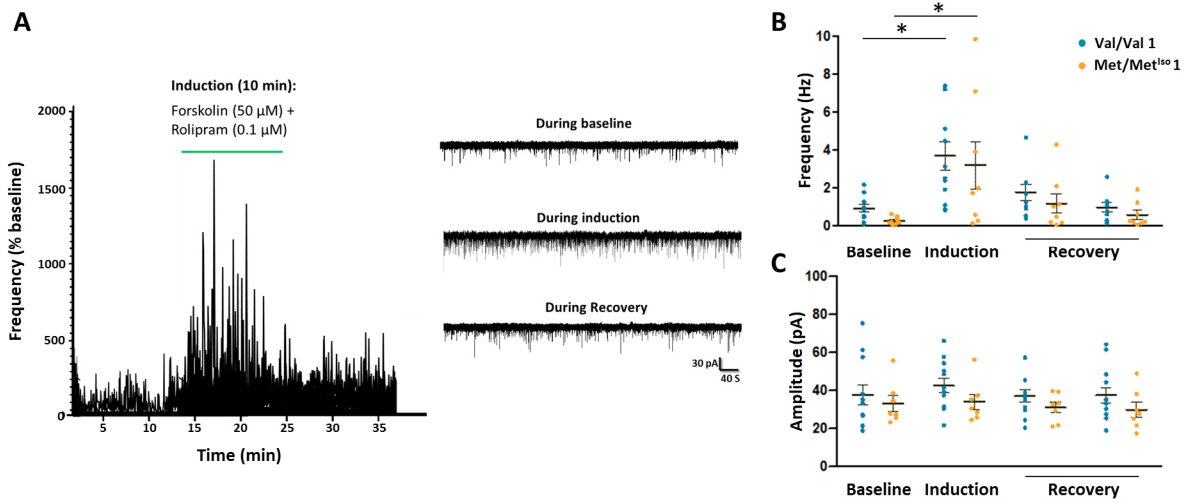 A
Induction (10 min):
Forskolin (50 µM) +
Rolipram (0.1 µM)
Frequency (% baseline)
2000
1500
1000
500
0
5
10
15
20
25
30
35
Time (min)
During baseline
During induction
During Recovery
30 pA
40 S
B
*
*
Val/Val 1
Met/Met^Iso 1
Frequency (Hz)
10
8
6
4
2
0
Baseline
Induction
Recovery
C
Amplitude (pA)
100
80
60
40
20
0
Baseline
Induction
Recovery